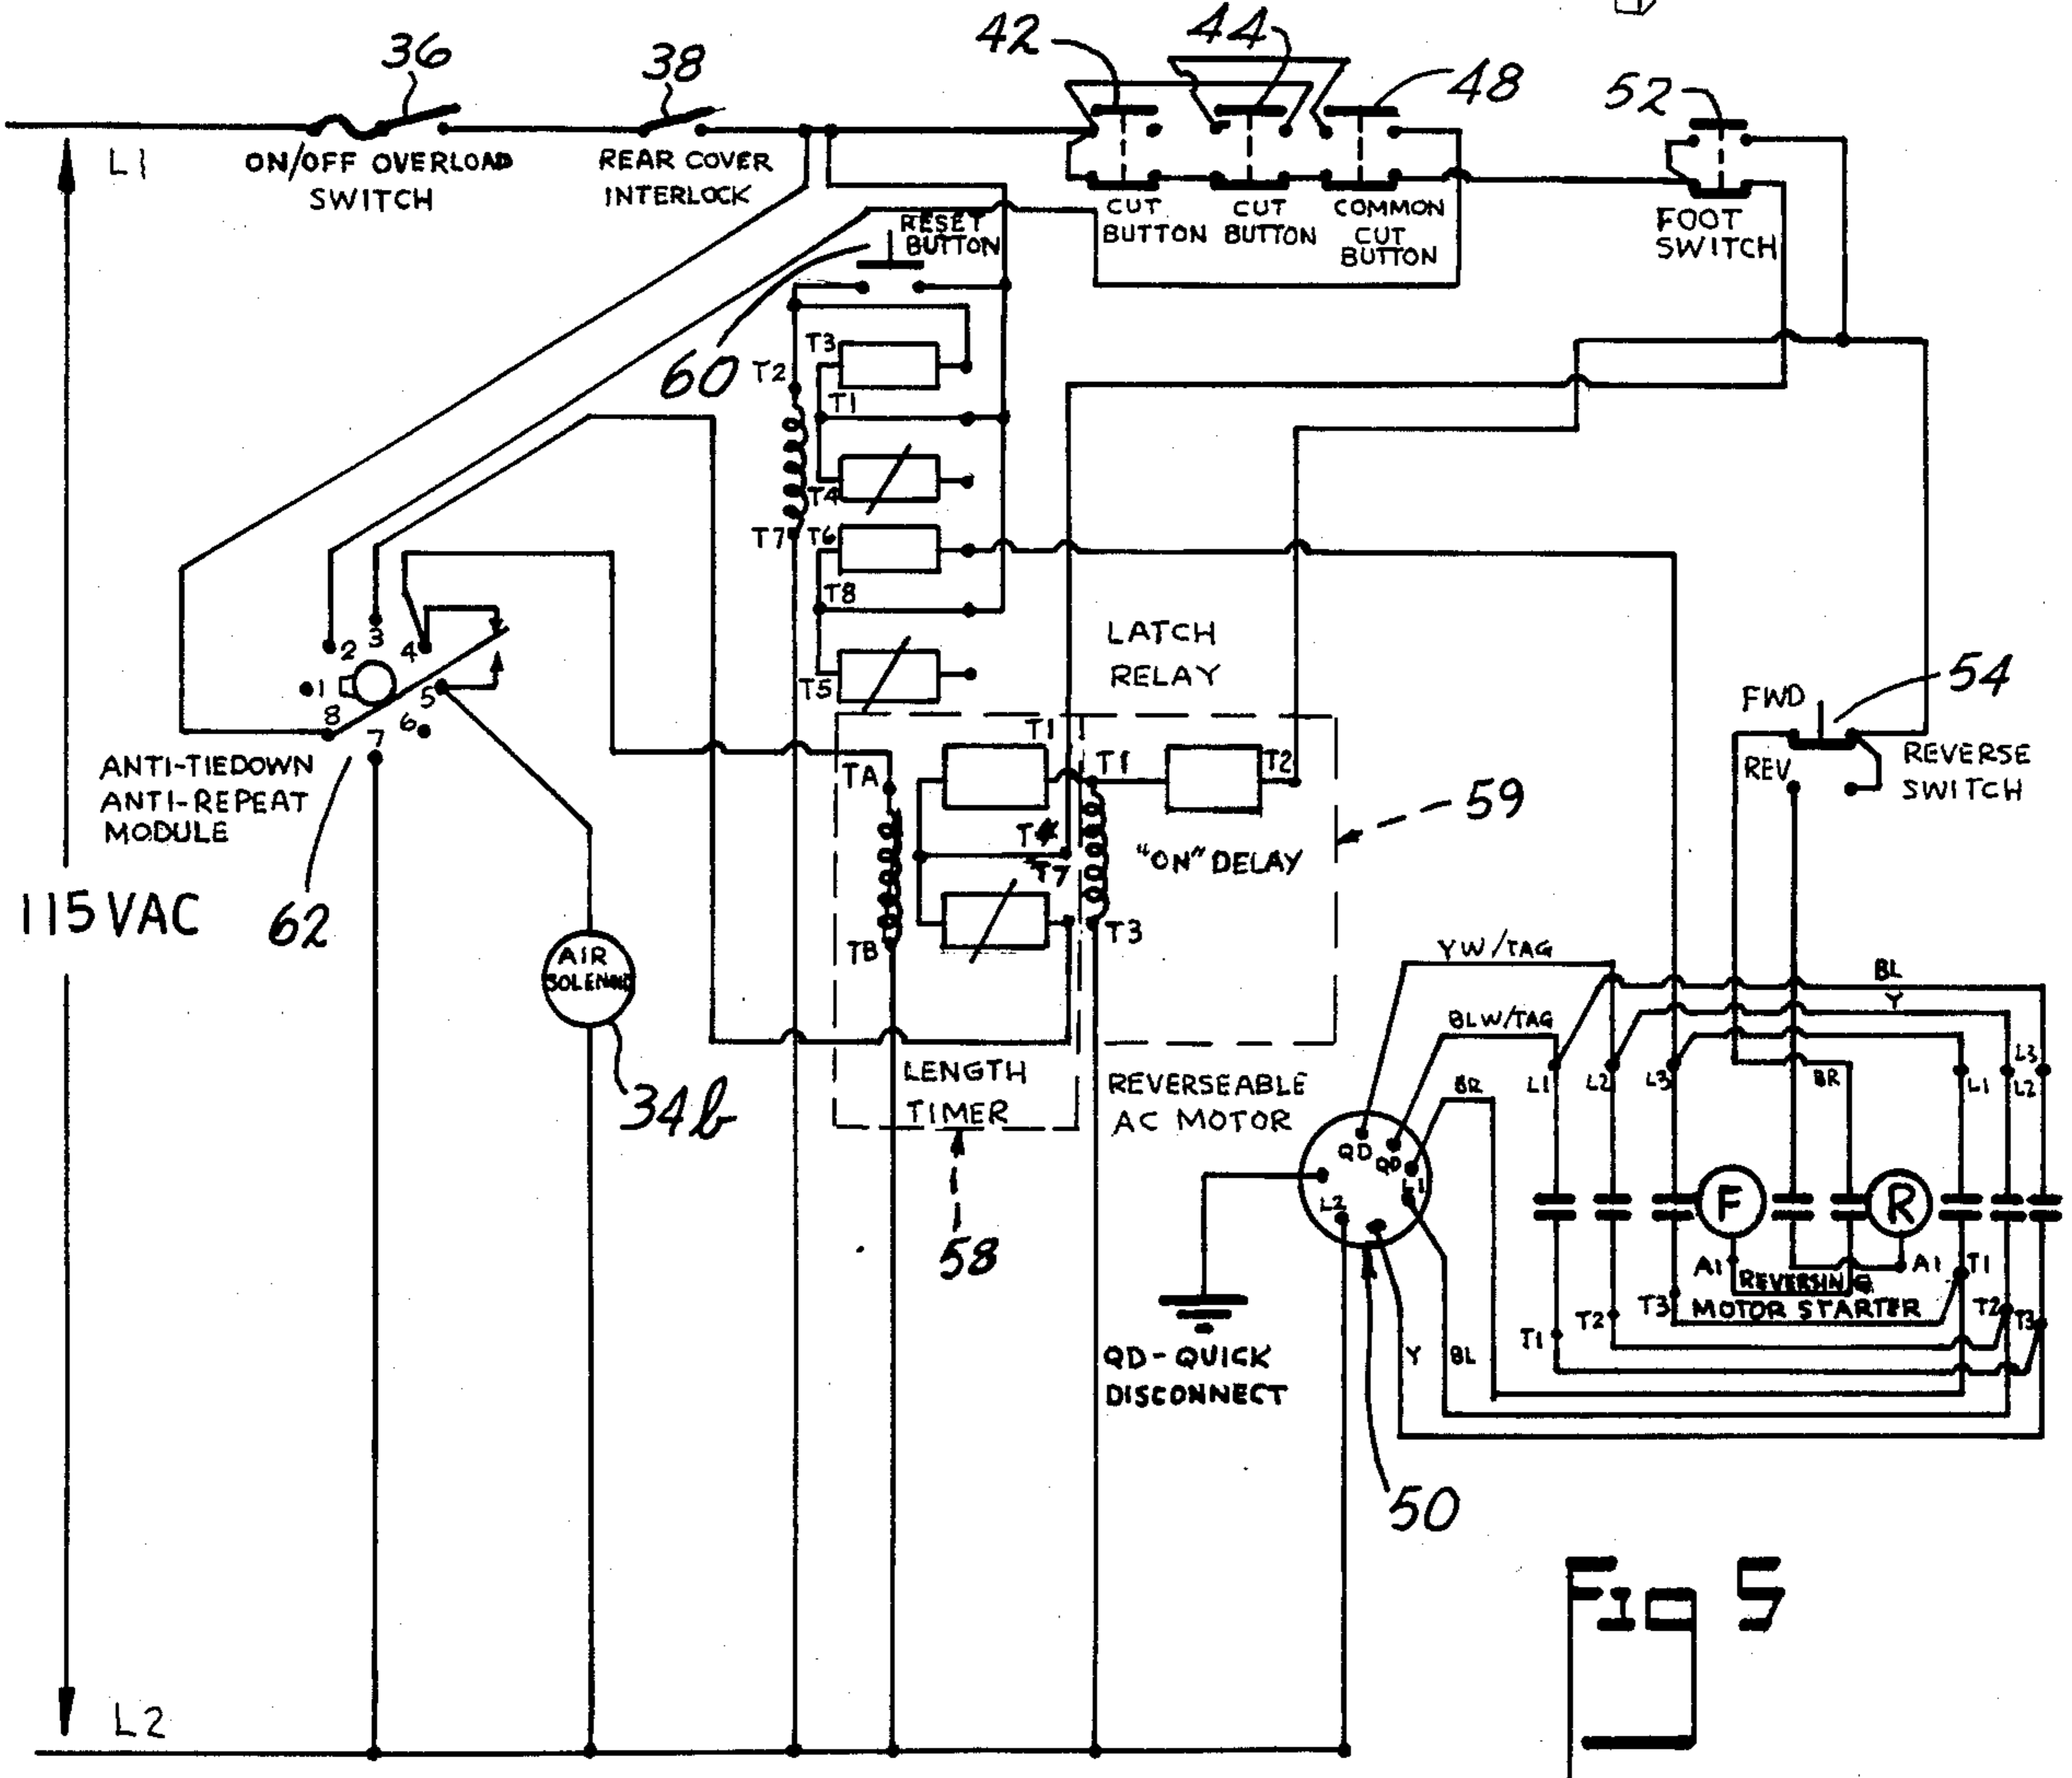 42
44
36
38
48
52
L1
ON/OFF OVERLOAD
SWITCH
REAR COVER
INTERLOCK
CUT
BUTTON
CUT
BUTTON
COMMON
CUT
BUTTON
FOOT
SWITCH
RESET
BUTTON
60
T3
T2
T1
T4
T7
T6
T8
T5
LATCH
RELAY
2
3
4
1
5
8
6
7
ANTI-TIEDOWN
ANTI-REPEAT
MODULE
62
115 VAC
FWD
54
REV
REVERSE
SWITCH
T1
T1
T2
TA
59
"ON" DELAY
T7
TB
T3
AIR
SOLENOID
34b
LENGTH
TIMER
58
REVERSEABLE
AC MOTOR
YW/TAG
BLW/TAG
BR
BL
Y
L3
L1
L2
L3
BR
L1
L2
QD
QD
L1
L2
F
R
A1
A1
T1
REVERSING
MOTOR STARTER
T3
T2
T1
T2
T3
Y
BL
QD-QUICK
DISCONNECT
50
L2
FIG 5